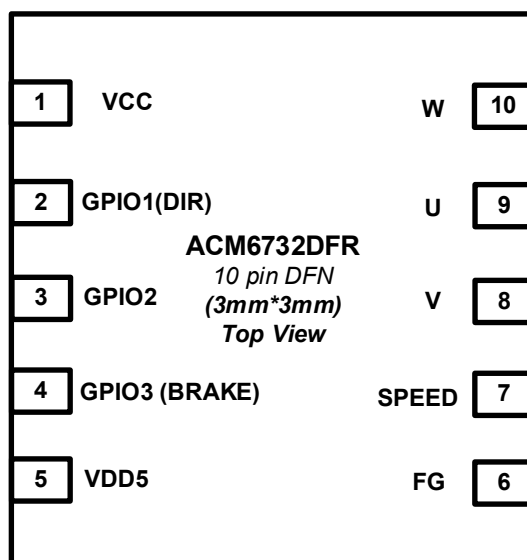 1 VCC W 10
2 GPIO1(DIR) U 9
ACM6732DFR
10 pin DFN
(3mm*3mm)
Top View
3 GPIO2 V 8
4 GPIO3 (BRAKE) SPEED 7
5 VDD5 FG 6